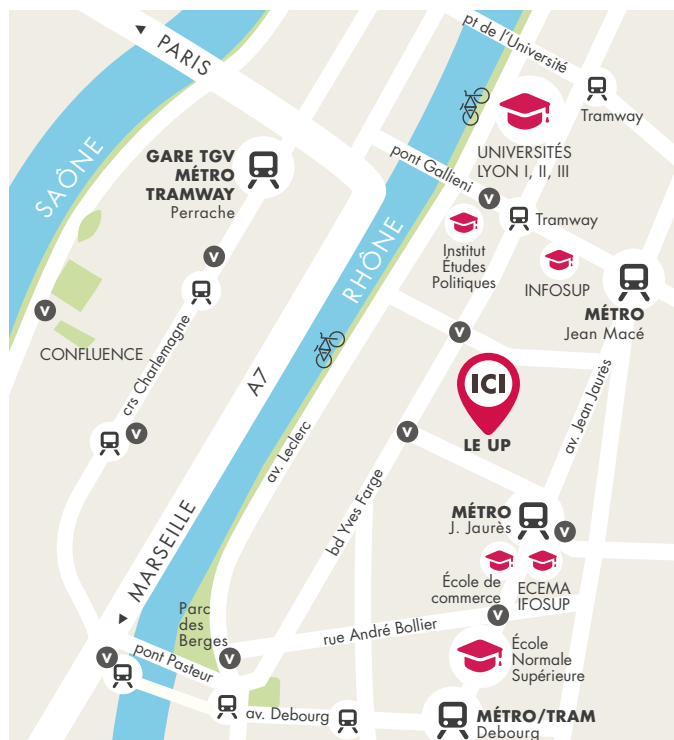 pt de l'Université
PARIS
Tramway
SAÔNE
GARE TGV
MÉTRO
TRAMWAY
Perrache
UNIVERSITÉS
LYON I, II, III
pont Gallieni
V
Tramway
Institut
Études
Politiques
INFOSUP
RHÔNE
V
MÉTRO
Jean Macé
V
CONFLUENCE
V
crs Charlemagne
A7
ICI
LE UP
av. Jean Jaurès
V
V
av. Leclerc
bd Yves Farge
MÉTRO
J. Jaurès
V
MARSEILLE
École de
commerce
ECEMA
IFOSUP
Parc
des
Berges
V
rue André Bollier
pont Pasteur
V
V
École
Normale
Supérieure
av. Debourg
MÉTRO/TRAM
Debourg